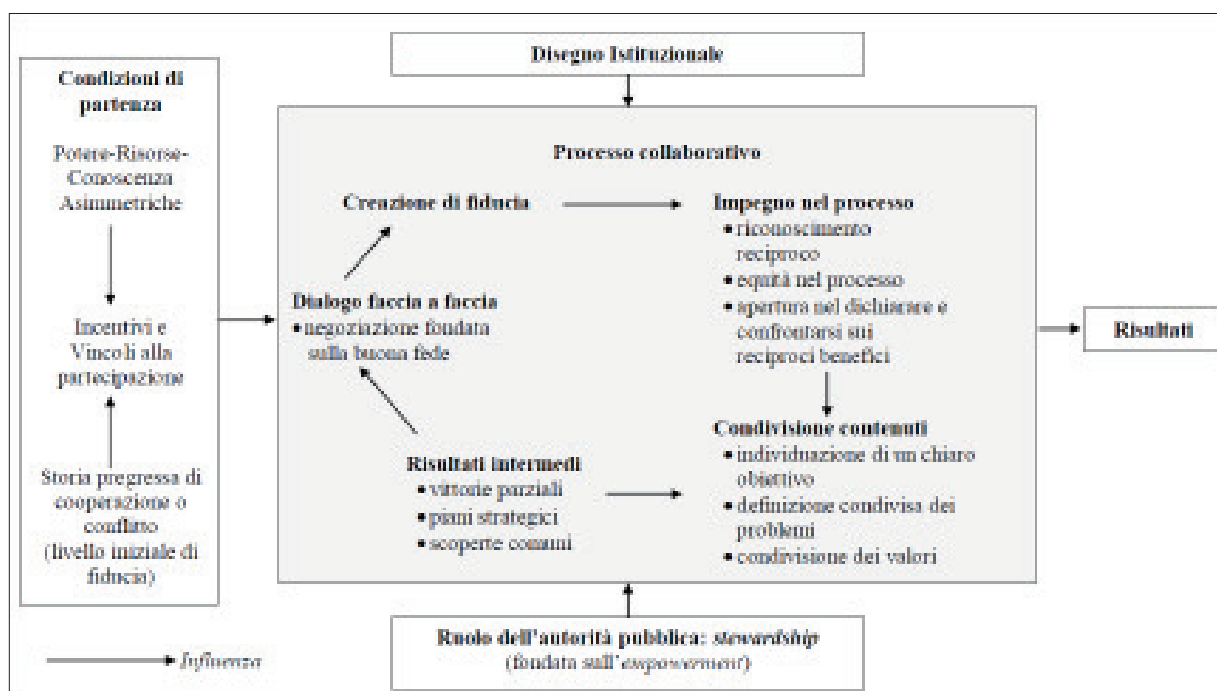 Disegno Istituzionale
Condizioni di
partenza
Potere-Risorse-
Conoscenza
Asimmetriche
Incentivi e
Vincoli alla
partecipazione
Storia pregressa di
cooperazione o
conflitto
(livello iniziale di
fiducia)
Processo collaborativo
Creazione di fiducia
Impegno nel processo
• riconoscimento
reciproco
• equità nel processo
• apertura nel dichiarare e
confrontarsi sui
reciproci benefici
Dialogo faccia a faccia
• negoziazione fondata
sulla buona fede
Condivisione contenuti
• individuazione di un chiaro
obiettivo
• definizione condivisa dei
problemi
• condivisione dei valori
Risultati intermedi
• vittorie parziali
• piani strategici
• scoperte comuni
Risultati
Ruolo dell'autorità pubblica: stewardship
(fondata sull'empowerment)
Influenza